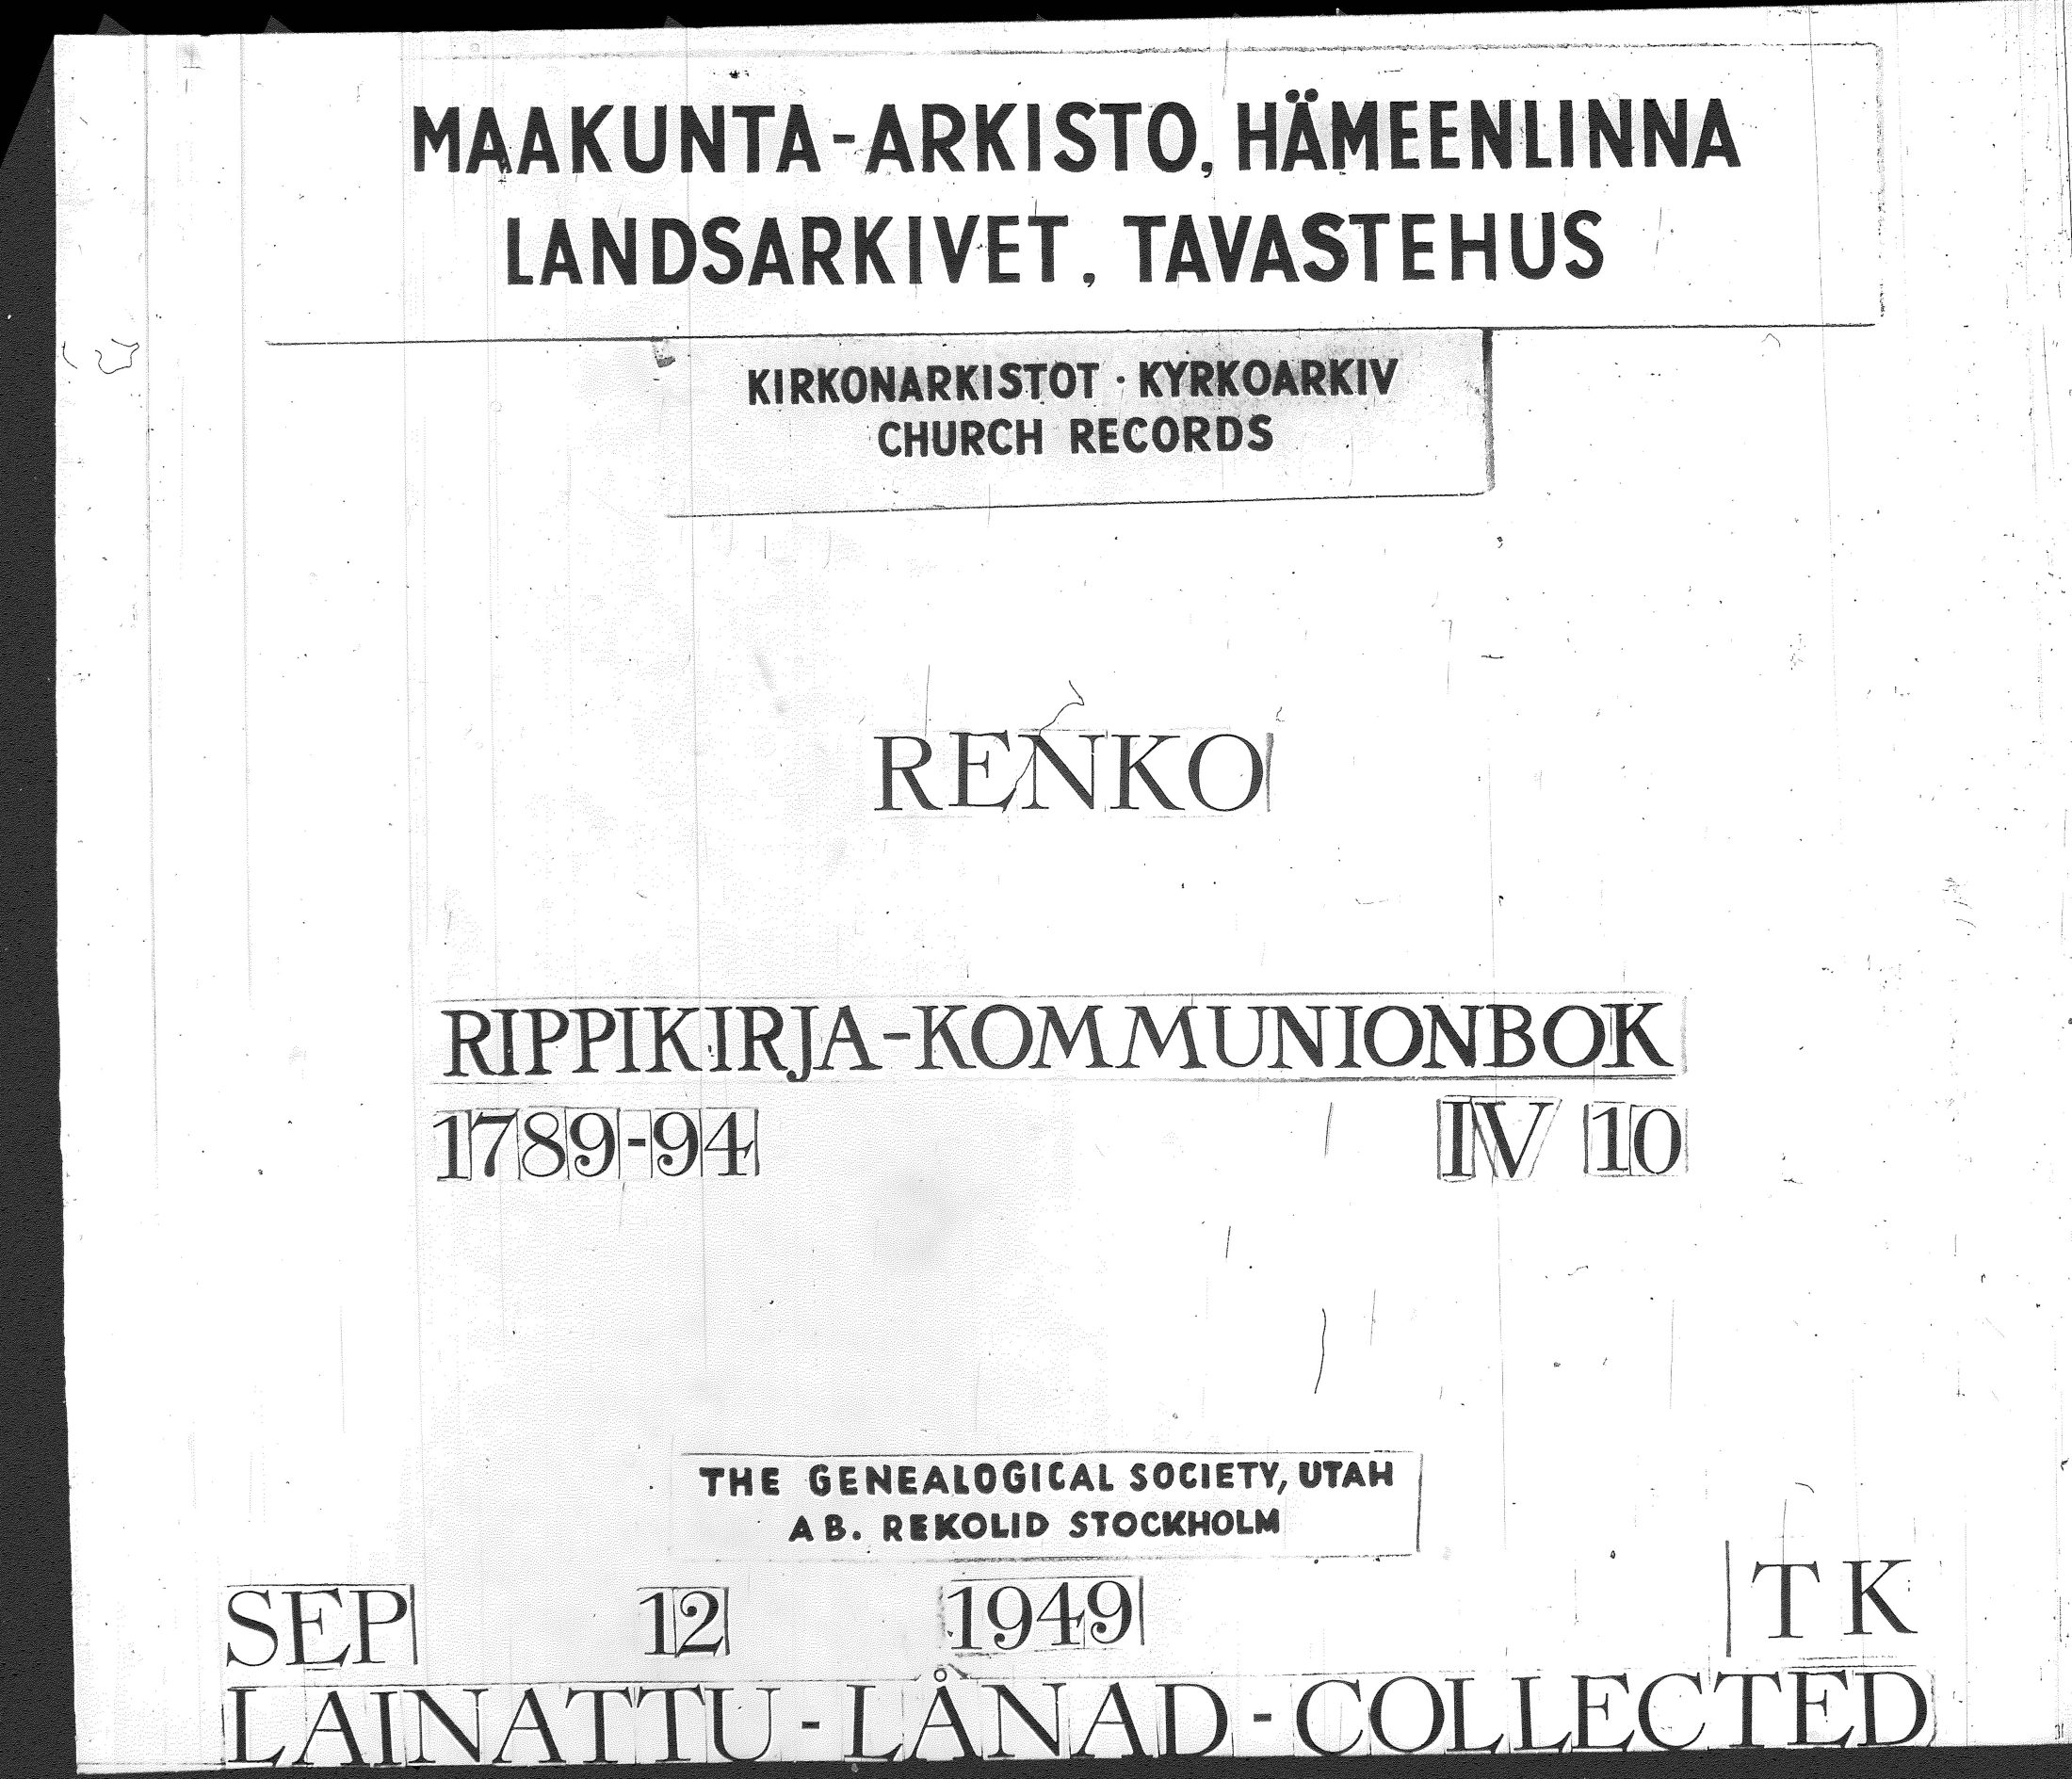 MAAKUNTA-ARKISTO, HÄMEENLINNA
LANDSARKIVET, TAVASTEHUS
KIRKONARKISTOT · KYRKOARKIV
CHURCH RECORDS
RENKO
RIPPIKIRJA-KOMMUNIONBOK
1789-94 IV 10
THE GENEALOGICAL SOCIETY, UTAH
AB. REKOLID STOCKHOLM
SEP 12 1949 TK
LAINATTU-LÅNAD-COLLECTED